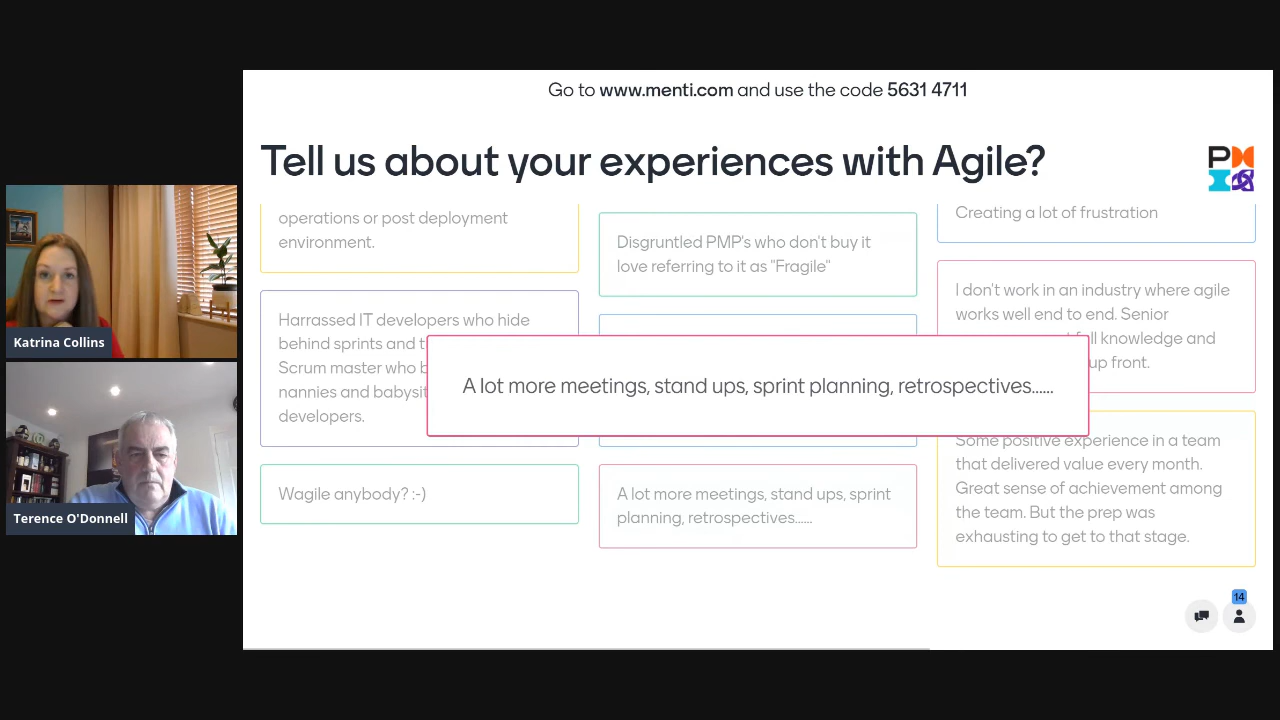 Go to www.menti.com and use the code 5631 4711
Tell us about your experiences with Agile?
PM
operations or post deployment
environment.
Harrassed IT developers who hide
behind sprints and
Scrum master who
nannies and
developers.
Wagile anybody? :-)
Disgruntled PMP's who don't buy it
love referring to it as "Fragile"
A lot more meetings, stand ups, sprint planning, retrospectives......
A lot more meetings, stand ups, sprint
planning, retrospectives......
Creating a lot of frustration
I don't work in an industry where agile
works well end to end. Senior
knowledge and
up front.
Some positive experience in a team
that delivered value every month.
Great sense of achievement among
the team. But the prep was
exhausting to get to that stage.
14
Katrina Collins
Terence O'Donnell